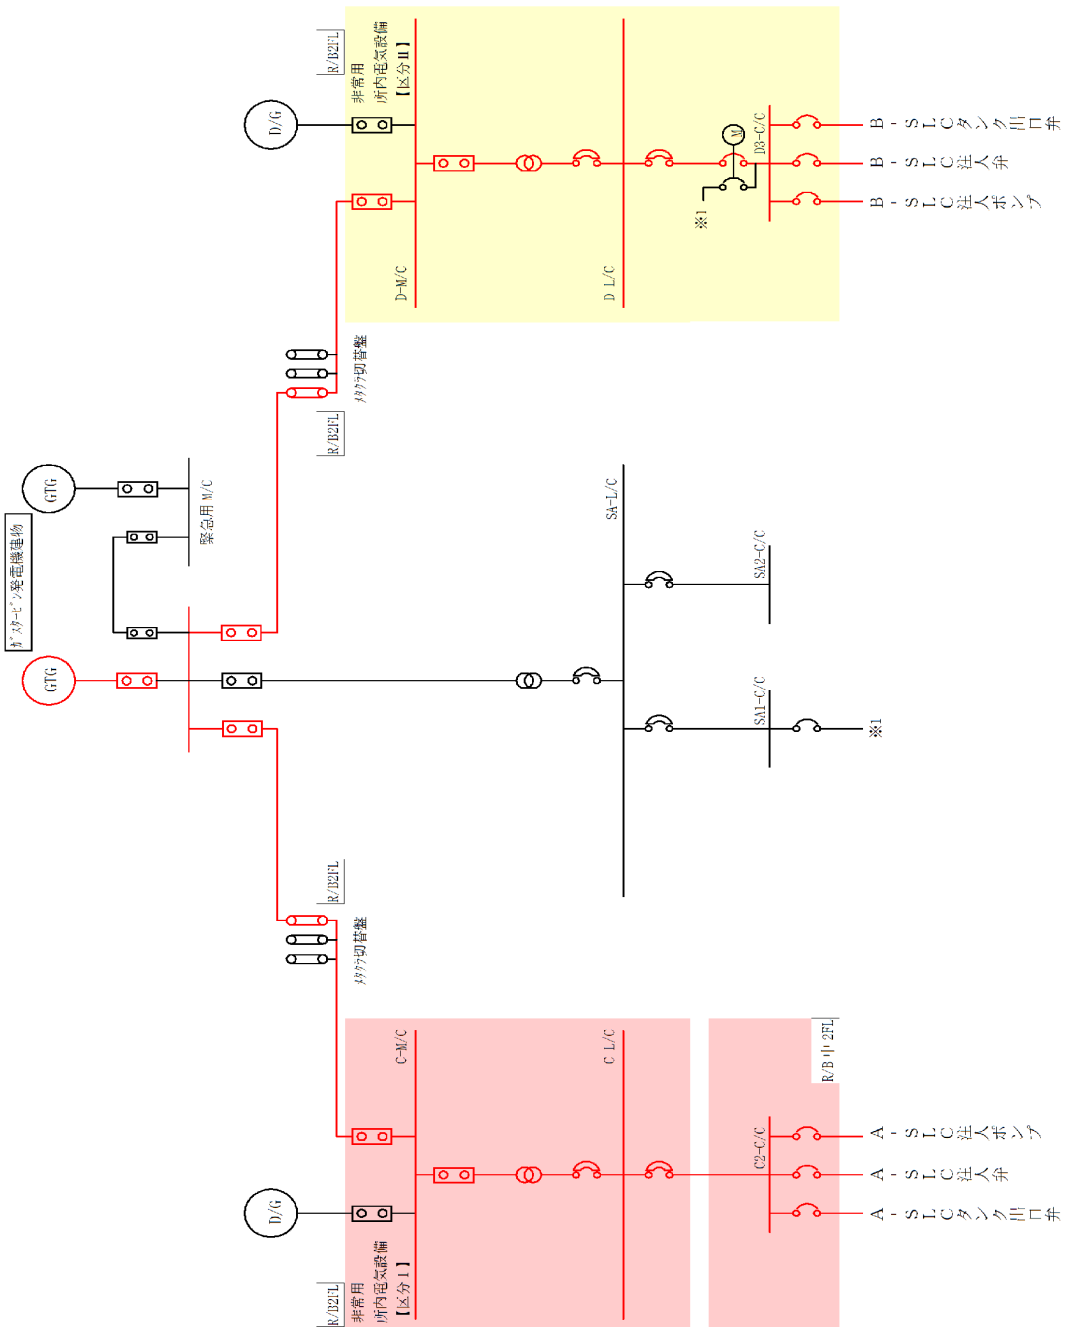 R/B2FL
非常用
所内電気設備
【区分Ⅱ】
D/G
D-M/C
D L/C
D3-C/C
M
※1
B-SLCタンク出口弁
B-SLC注入弁
B-SLC注入ポンプ
メタクラ切替盤
R/B2FL
GTG
緊急用 M/C
ガスタービン発電機建物
GTG
SA-L/C
SA2-C/C
SA1-C/C
※1
R/B2FL
メタクラ切替盤
C-M/C
C L/C
R/B中2FL
C2-C/C
A-SLC注入ポンプ
A-SLC注入弁
A-SLCタンク出口弁
D/G
R/B2FL
非常用
所内電気設備
【区分Ⅰ】